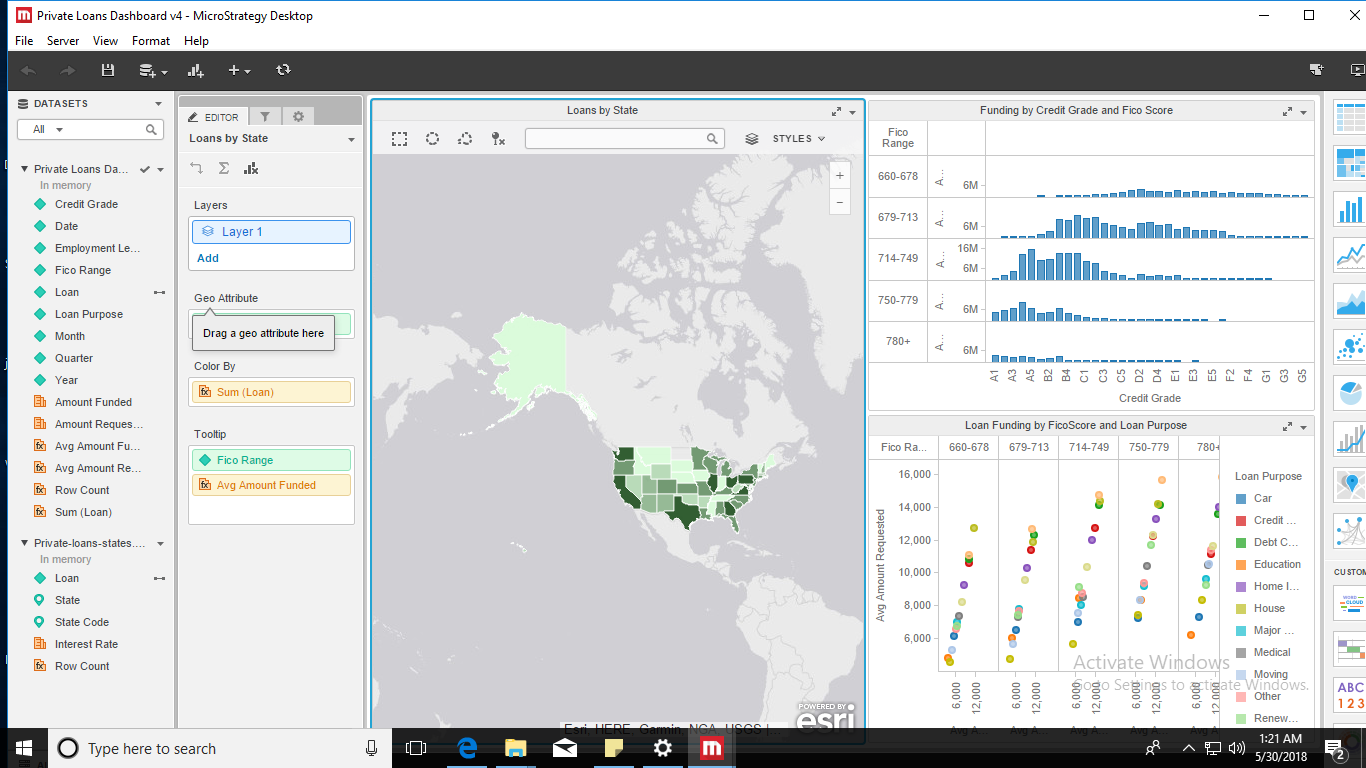 Private Loans Dashboard v4 - MicroStrategy Desktop
File Server View Format Help
DATASETS
All
Private Loans Da...
In memory
Credit Grade
Date
Employment Le...
Fico Range
Loan
Loan Purpose
Month
Quarter
Year
Amount Funded
Amount Reques...
Avg Amount Fu...
Avg Amount Re...
Row Count
Sum (Loan)
Private-loans-states....
In memory
Loan
State
State Code
Interest Rate
Row Count
EDITOR
Loans by State
Layers
Layer 1
Add
Geo Attribute
Drag a geo attribute here
Color By
Sum (Loan)
Tooltip
Fico Range
Avg Amount Funded
Loans by State
STYLES
+
−
Esri, HERE, Garmin, NGA, USGS |...
POWERED BY
esri
Funding by Credit Grade and Fico Score
Fico
Range
660-678 A... 6M
679-713 A... 6M
714-749 A... 16M
6M
750-779 A... 6M
780+ A... 6M
A1 A3 A5 B2 B4 C1 C3 C5 D2 D4 E1 E3 E5 F2 F4 G1 G3 G5
Credit Grade
Loan Funding by FicoScore and Loan Purpose
Fico Ra... 660-678 679-713 714-749 750-779 780+
Avg Amount Requested
16,000
14,000
12,000
10,000
8,000
6,000
6,000 12,000 6,000 12,000 6,000 12,000 6,000 12,000 6,000 12,000
Loan Purpose
Car
Credit ...
Debt C...
Education
Home I...
House
Major ...
Medical
Moving
Other
Renew...
Activate Windows
Go to Settings to activate Windows.
CUSTOM
WORD
CLOUD
ABC
123
Type here to search
1:21 AM
5/30/2018
2